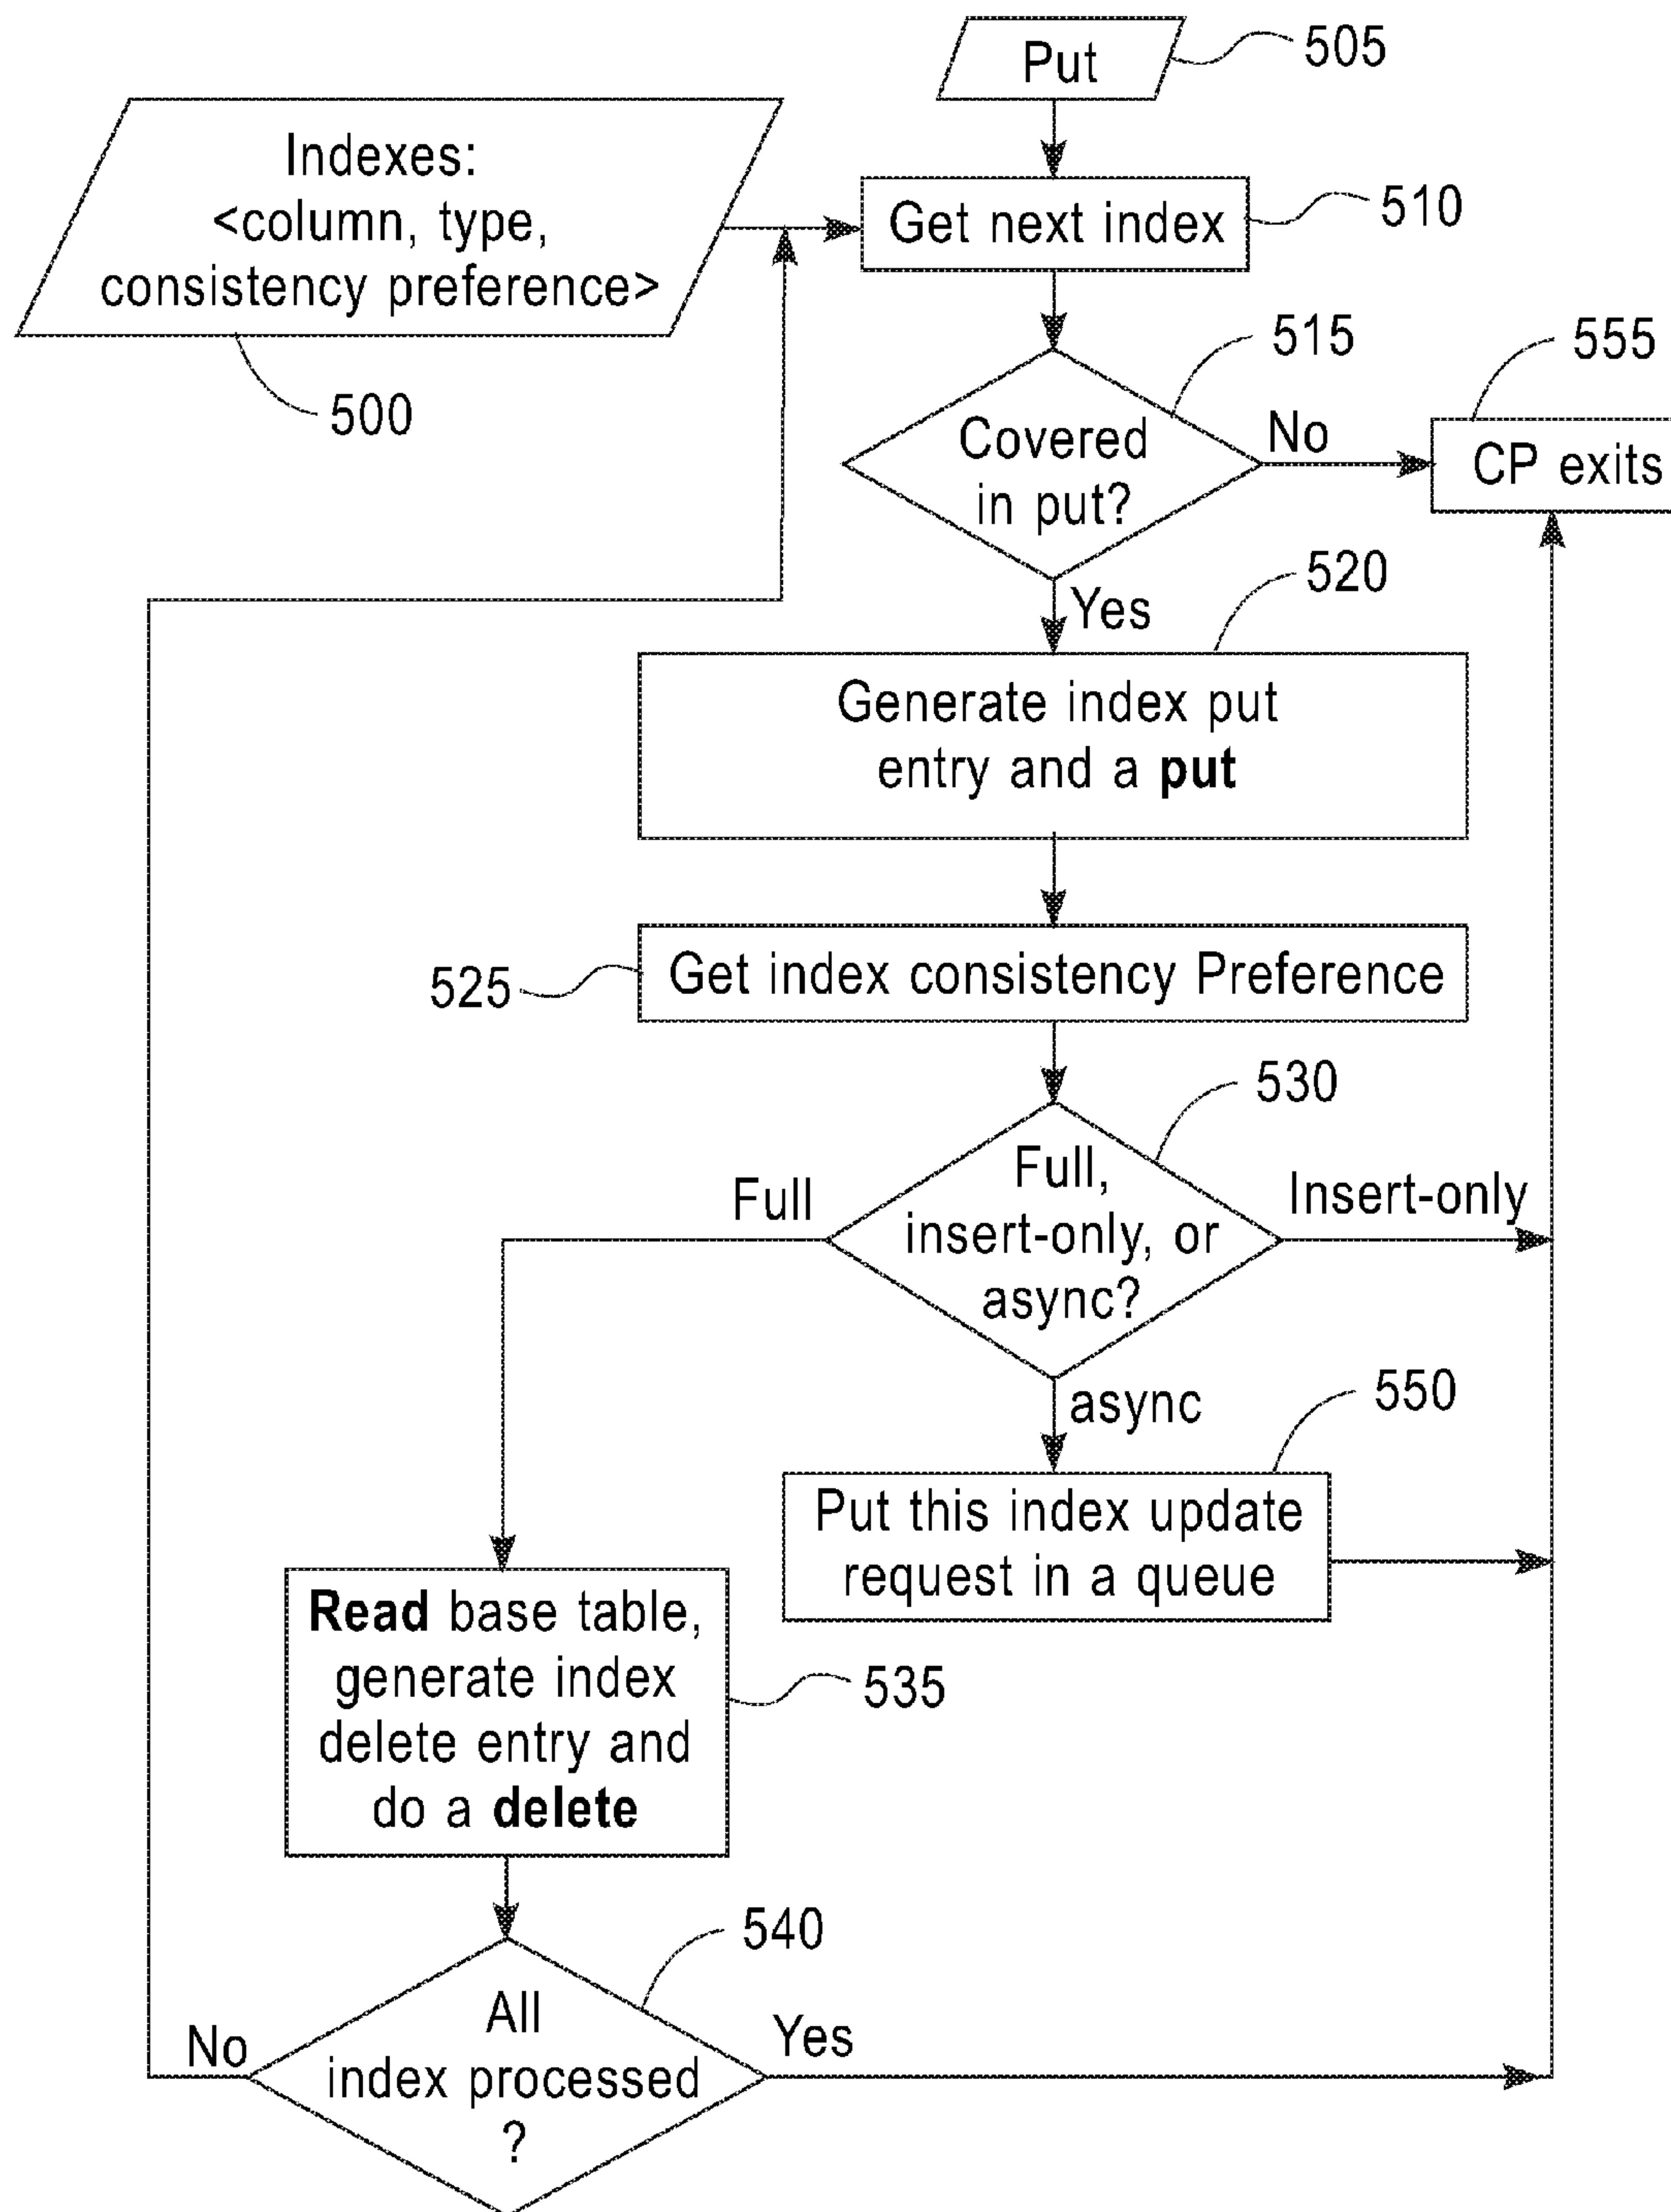 Put
505
Indexes:
<column, type,
consistency preference>
500
Get next index
510
515
Covered
in put?
No
555
CP exits
Yes
520
Generate index put
entry and a put
525
Get index consistency Preference
530
Full,
insert-only, or
async?
Full
Insert-only
async
550
Put this index update
request in a queue
Read base table,
generate index
delete entry and
do a delete
535
540
All
index processed
?
No
Yes